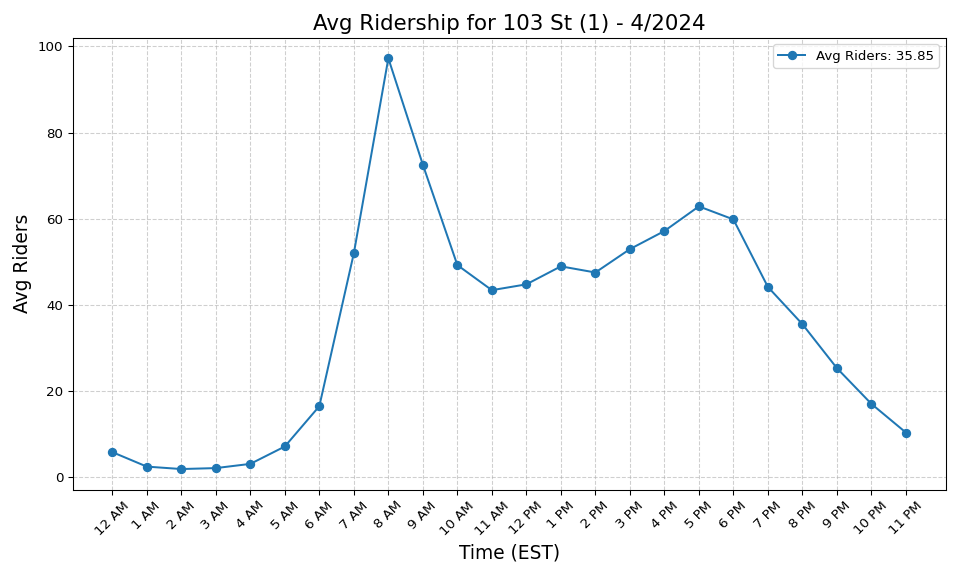 Avg Ridership for 103 St (1) - 4/2024
Avg Riders: 35.85
Avg Riders
100
80
60
40
20
0
12 AM
1 AM
2 AM
3 AM
4 AM
5 AM
6 AM
7 AM
8 AM
9 AM
10 AM
11 AM
12 PM
1 PM
2 PM
3 PM
4 PM
5 PM
6 PM
7 PM
8 PM
9 PM
10 PM
11 PM
Time (EST)